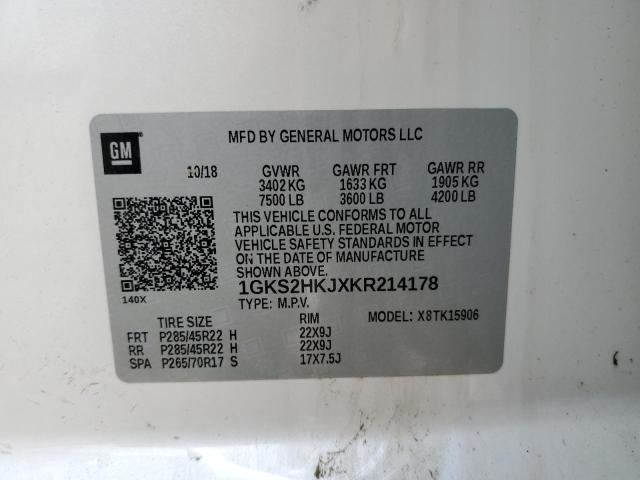 GM
MFD BY GENERAL MOTORS LLC
10/18 GVWR GAWR FRT GAWR RR
3402 KG 1633 KG 1905 KG
7500 LB 3600 LB 4200 LB
THIS VEHICLE CONFORMS TO ALL
APPLICABLE U.S. FEDERAL MOTOR
VEHICLE SAFETY STANDARDS IN EFFECT
ON THE DATE OF MANUFACTURE
SHOWN ABOVE.
140X
1GKS2HKJXKR214178
TYPE: M.P.V. MODEL: X8TK15906
TIRE SIZE RIM
FRT P285/45R22 H 22X9J
RR P285/45R22 H 22X9J
SPA P265/70R17 S 17X7.5J